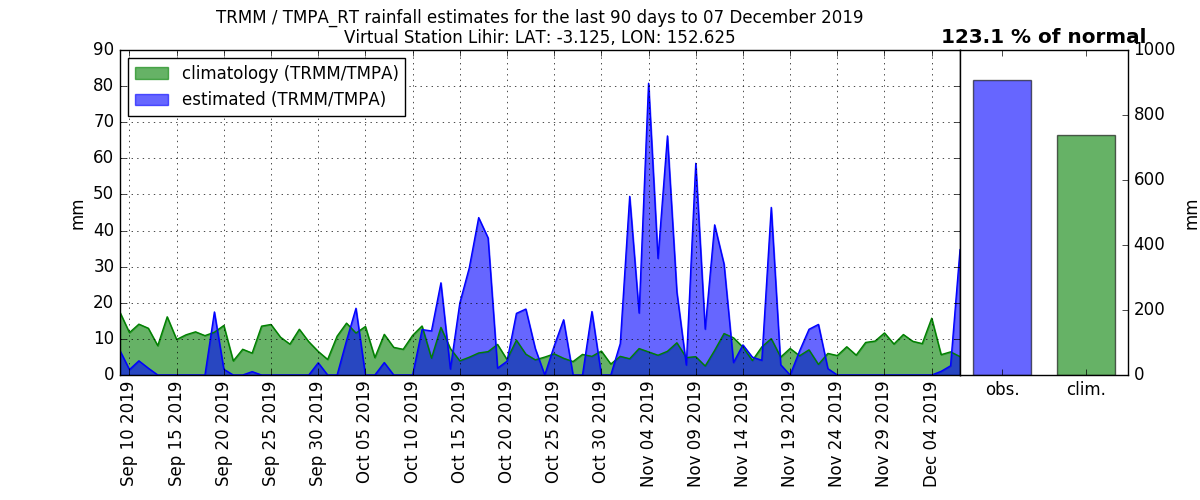 TRMM / TMPA_RT rainfall estimates for the last 90 days to 07 December 2019
Virtual Station Lihir: LAT: -3.125, LON: 152.625
123.1 % of normal
climatology (TRMM/TMPA)
estimated (TRMM/TMPA)
90
80
70
60
50
40
30
20
10
0
mm
Sep 10 2019
Sep 15 2019
Sep 20 2019
Sep 25 2019
Sep 30 2019
Oct 05 2019
Oct 10 2019
Oct 15 2019
Oct 20 2019
Oct 25 2019
Oct 30 2019
Nov 04 2019
Nov 09 2019
Nov 14 2019
Nov 19 2019
Nov 24 2019
Nov 29 2019
Dec 04 2019
obs.
clim.
1000
800
600
400
200
0
mm